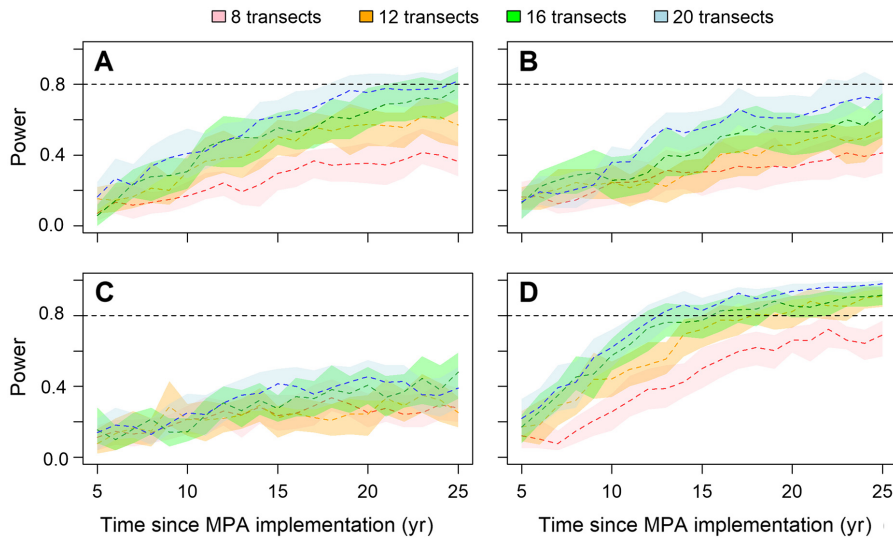 8 transects 12 transects 16 transects 20 transects
A B
Power
0.8
0.4
0.0
C D
Power
0.8
0.4
0.0
5 10 15 20 25 5 10 15 20 25
Time since MPA implementation (yr) Time since MPA implementation (yr)